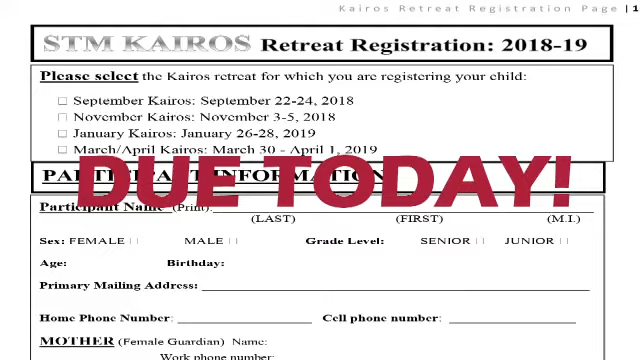 Kairos Retreat Registration Page | 1
STM KAIROS Retreat Registration: 2018-19
Please select the Kairos retreat for which you are registering your child:
☐ September Kairos: September 22-24, 2018
☐ November Kairos: November 3-5, 2018
☐ January Kairos: January 26-28, 2019
☐ March/April Kairos: March 30 - April 1, 2019
PARTICIPANT INFORMATION
DUE TODAY!
Participant Name (Print):
(LAST) (FIRST) (M.I.)
Sex: FEMALE ☐ MALE ☐ Grade Level: SENIOR ☐ JUNIOR ☐
Age: Birthday:
Primary Mailing Address:
Home Phone Number: Cell phone number:
MOTHER (Female Guardian) Name:
Work phone number: